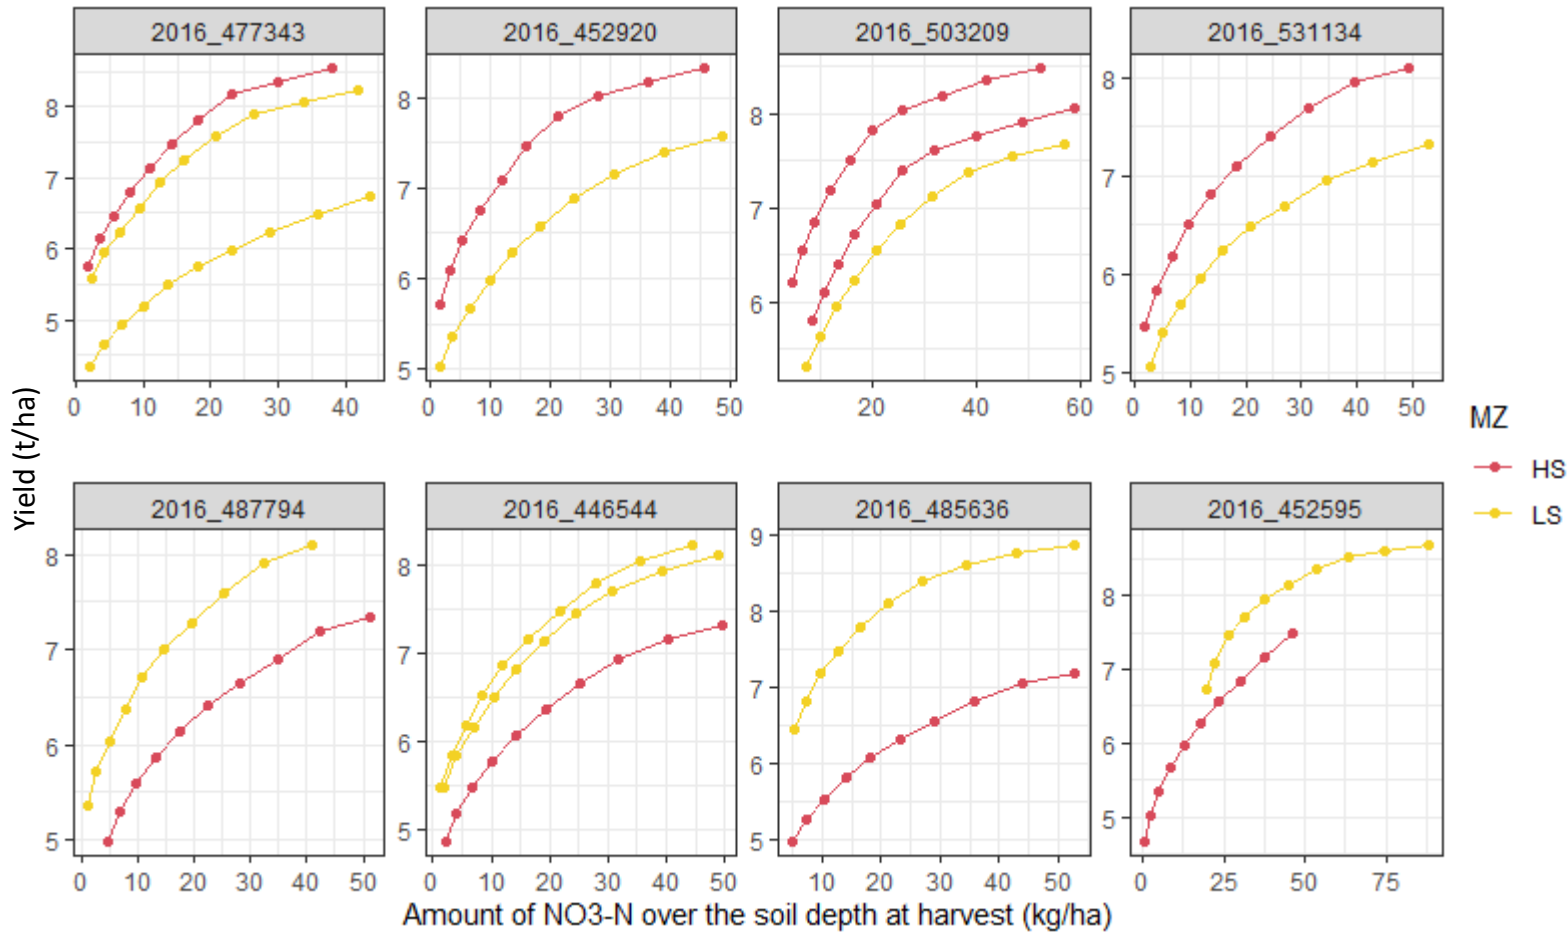 2016_477343 2016_452920 2016_503209 2016_531134
8 8 8 8
7 7 7 7
6 6 6 6
5 5 5
0 10 20 30 40 0 10 20 30 40 50 20 40 60 0 10 20 30 40 50
Yield (t/ha)
MZ
HS
LS
2016_487794 2016_446544 2016_485636 2016_452595
9
8 8 8 8
7 7 7 7
6 6 6 6
5 5 5 5
0 10 20 30 40 50 0 10 20 30 40 50 10 20 30 40 50 0 25 50 75
Amount of NO3-N over the soil depth at harvest (kg/ha)